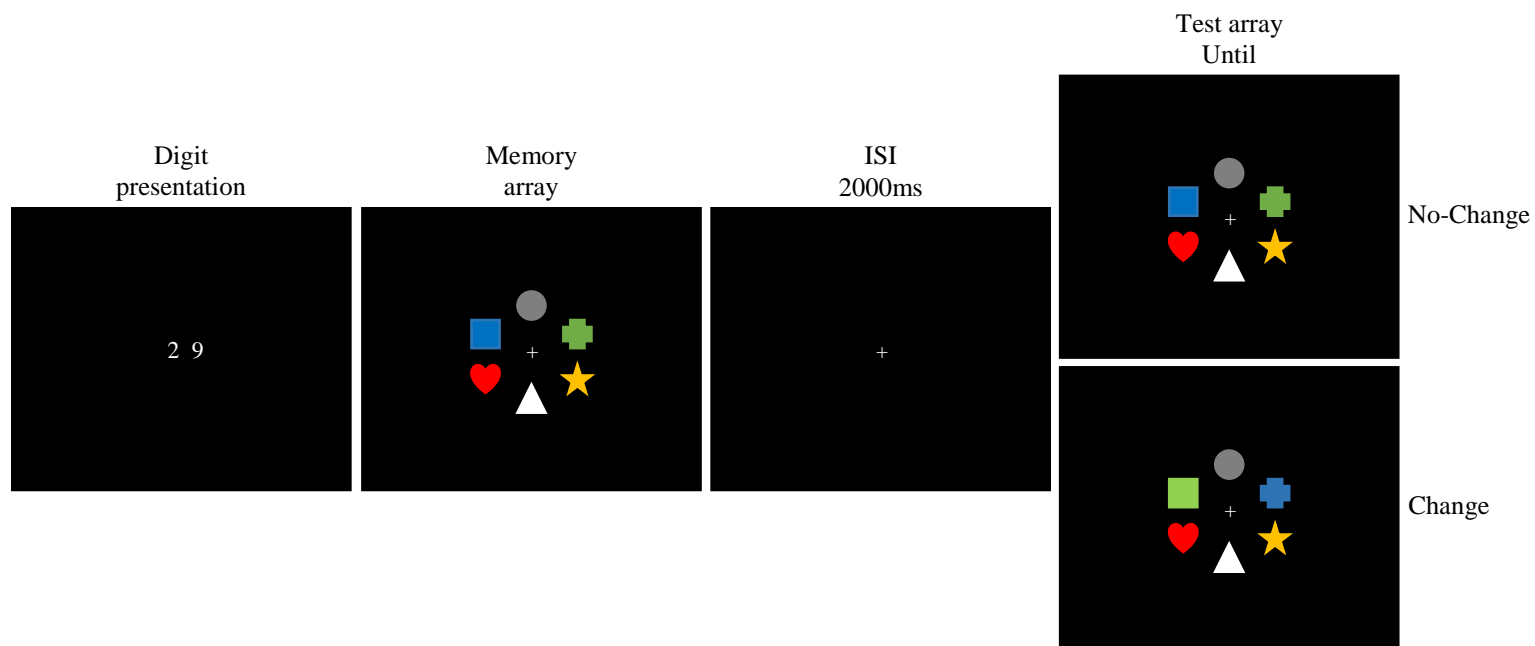 Digit
presentation
2 9
Memory
array
+
ISI
2000ms
+
Test array
Until
+
No-Change
+
Change